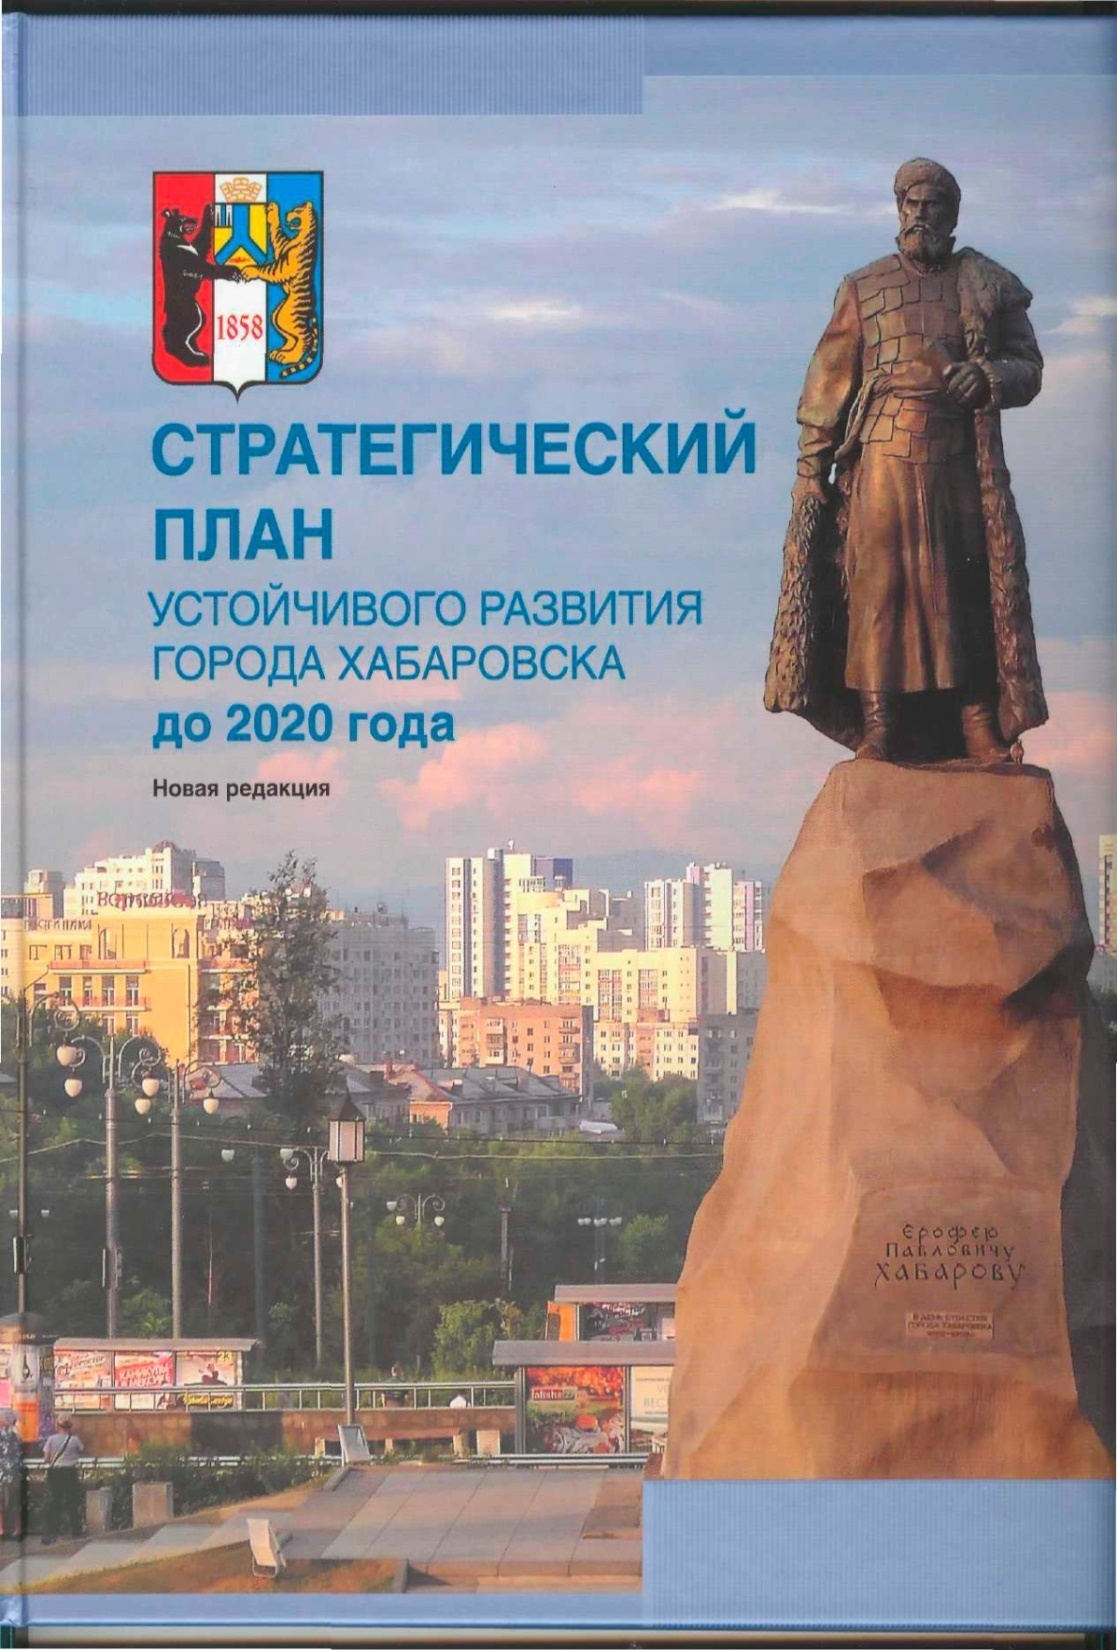 1858
СТРАТЕГИЧЕСКИЙ
ПЛАН
УСТОЙЧИВОГО РАЗВИТИЯ
ГОРОДА ХАБАРОВСКА
до 2020 года
Новая редакция
Ерофею
Павловичу
ХАБАРОВУ